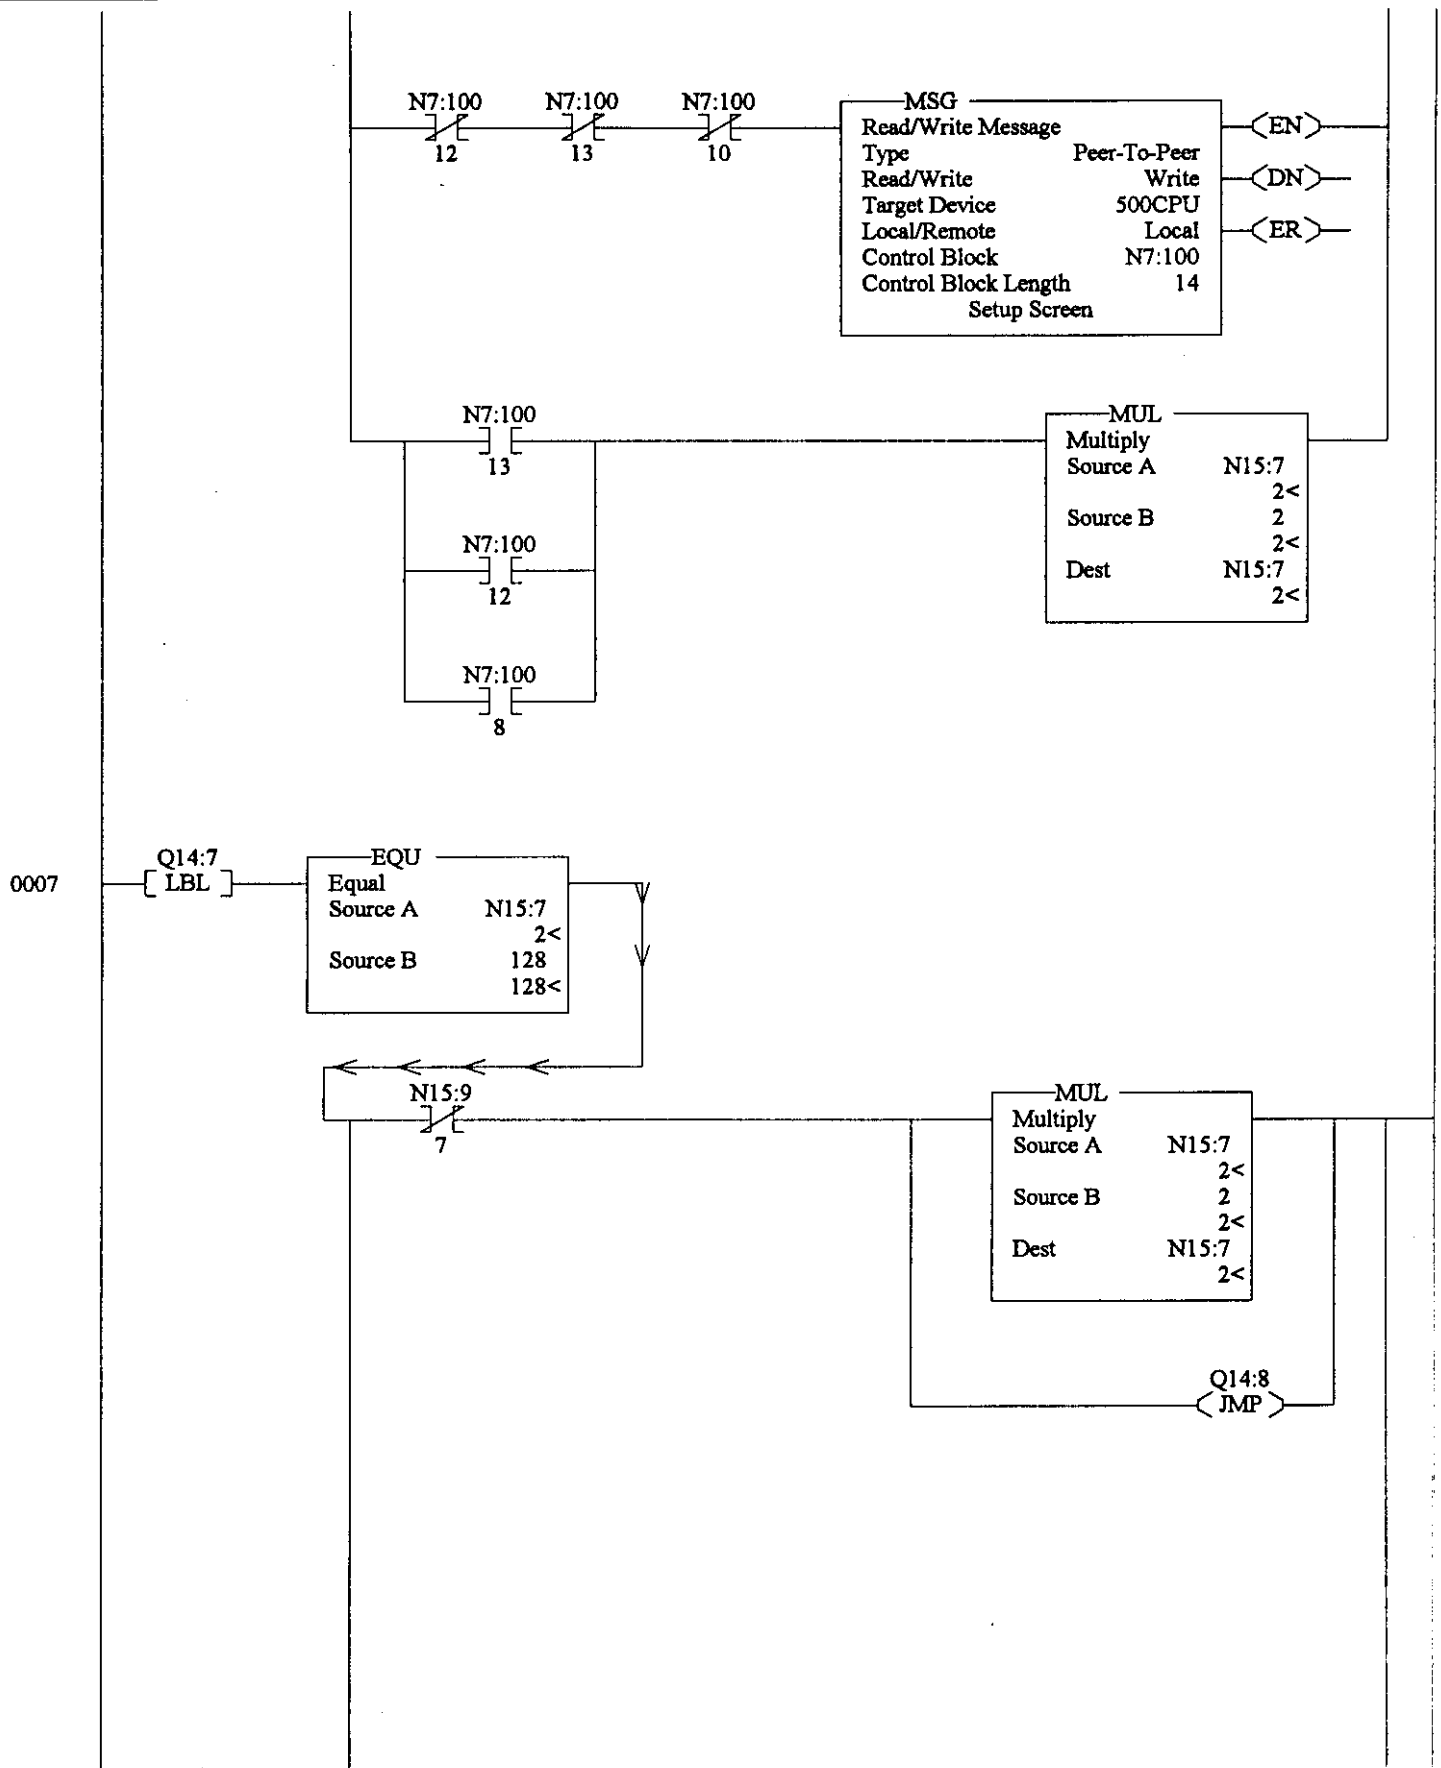 N7:100 N7:100 N7:100
12 13 10
MSG
Read/Write Message
Type Peer-To-Peer
Read/Write Write
Target Device 500CPU
Local/Remote Local
Control Block N7:100
Control Block Length 14
Setup Screen
EN
DN
ER
N7:100
13
N7:100
12
N7:100
8
MUL
Multiply
Source A N15:7
2<
Source B 2
2<
Dest N15:7
2<
0007
Q14:7
LBL
EQU
Equal
Source A N15:7
2<
Source B 128
128<
N15:9
7
MUL
Multiply
Source A N15:7
2<
Source B 2
2<
Dest N15:7
2<
Q14:8
JMP